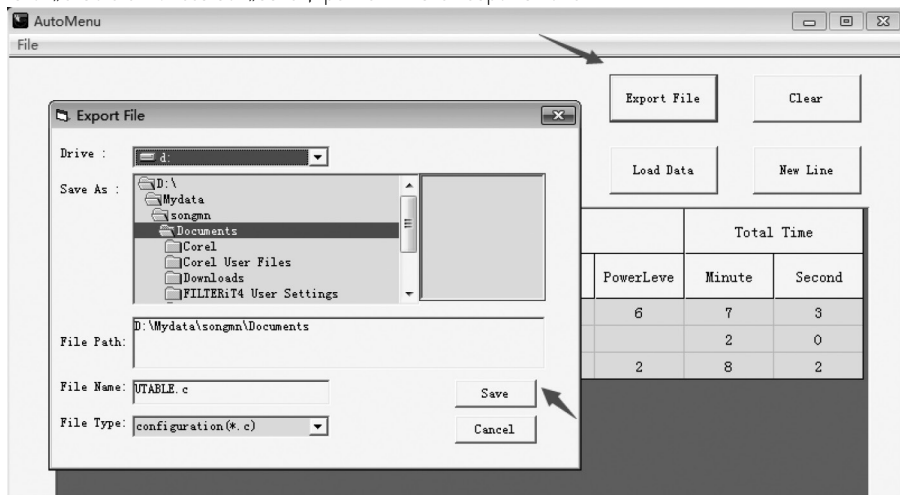 AutoMenu
File
Export File
Clear
Load Data
New Line
Export File
Drive :
d:
Save As :
D:\
Mydata
songmn
Documents
Corel
Corel User Files
Downloads
FILTERiT4 User Settings
File Path:
D:\Mydata\songmn\Documents
File Name:
UTABLE.c
Save
File Type:
configuration(*.c)
Cancel
Total Time
PowerLeve
Minute
Second
6
7
3
2
0
2
8
2